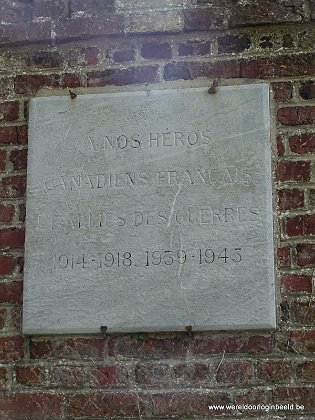 A NOS HÉROS
CANADIENS FRANÇAIS
ET ALLIÉS DES GUERRES
1914-1918. 1939-1945
www.wereldoorloginbeeld.be